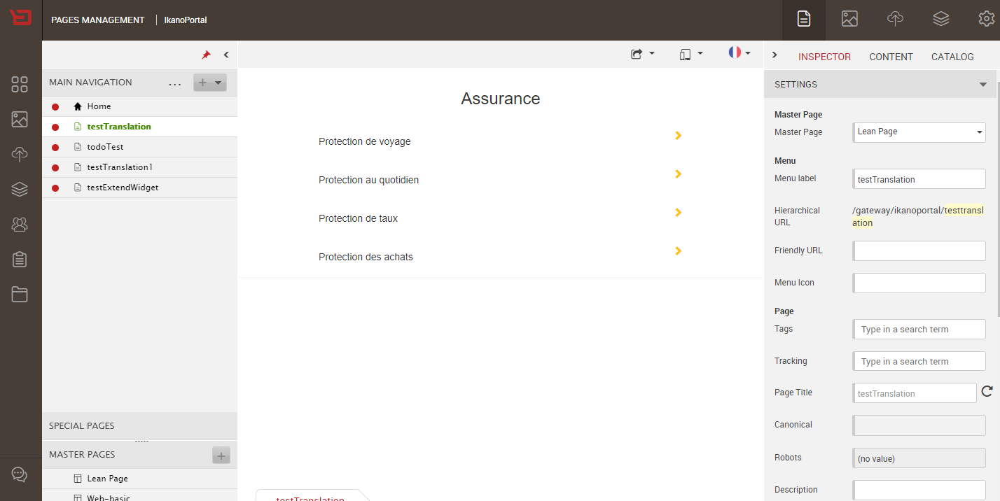 PAGES MANAGEMENT
IkanoPortal
MAIN NAVIGATION
...
Home
testTranslation
todoTest
testTranslation1
testExtendWidget
SPECIAL PAGES
MASTER PAGES
Lean Page
Web-basic
Assurance
Protection de voyage
Protection au quotidien
Protection de taux
Protection des achats
testTranslation
INSPECTOR CONTENT CATALOG
SETTINGS
Master Page
Master Page Lean Page
Menu
Menu label testTranslation
Hierarchical /gateway/ikanoportal/testtransl
URL ation
Friendly URL
Menu Icon
Page
Tags Type in a search term
Tracking Type in a search term
Page Title testTranslation
Canonical
Robots (no value)
Description